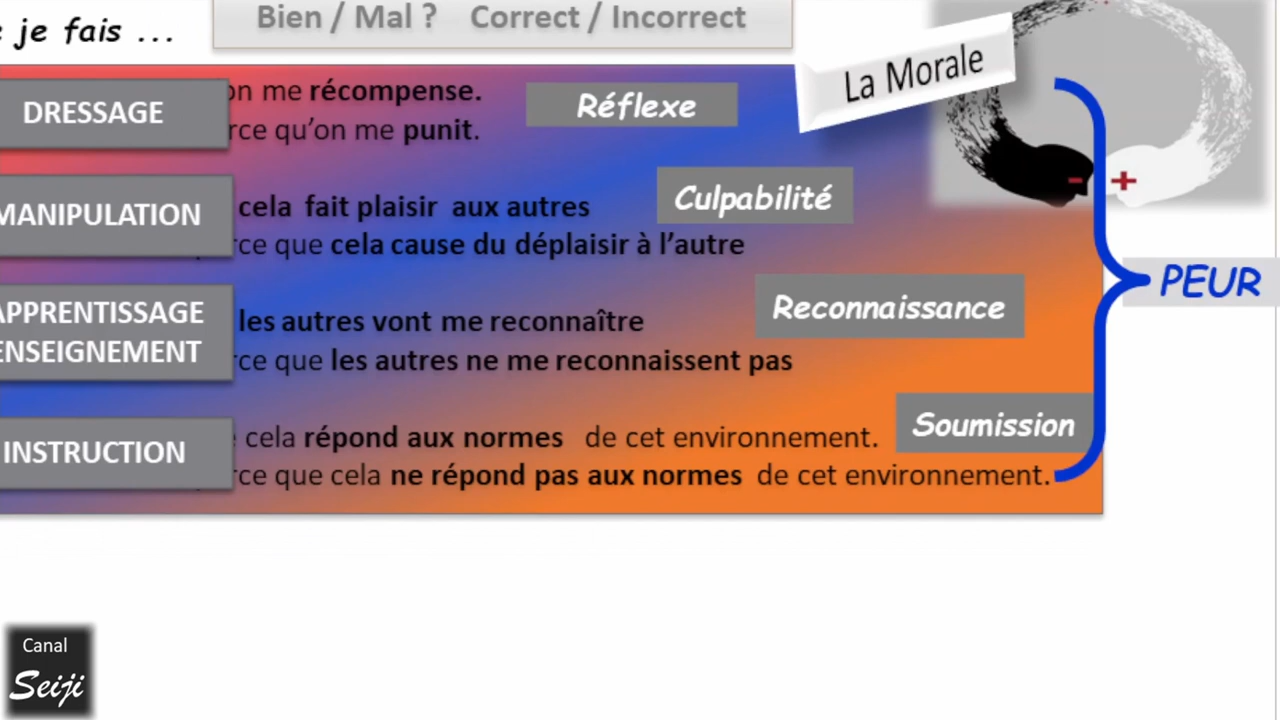 je fais ...
Bien / Mal ? Correct / Incorrect
La Morale
DRESSAGE
on me récompense.
rce qu’on me punit.
Réflexe
MANIPULATION
cela fait plaisir aux autres
rce que cela cause du déplaisir à l’autre
Culpabilité
- +
PEUR
APPRENTISSAGE
ENSEIGNEMENT
les autres vont me reconnaître
rce que les autres ne me reconnaissent pas
Reconnaissance
INSTRUCTION
cela répond aux normes de cet environnement.
rce que cela ne répond pas aux normes de cet environnement.
Soumission
Canal
Seiji